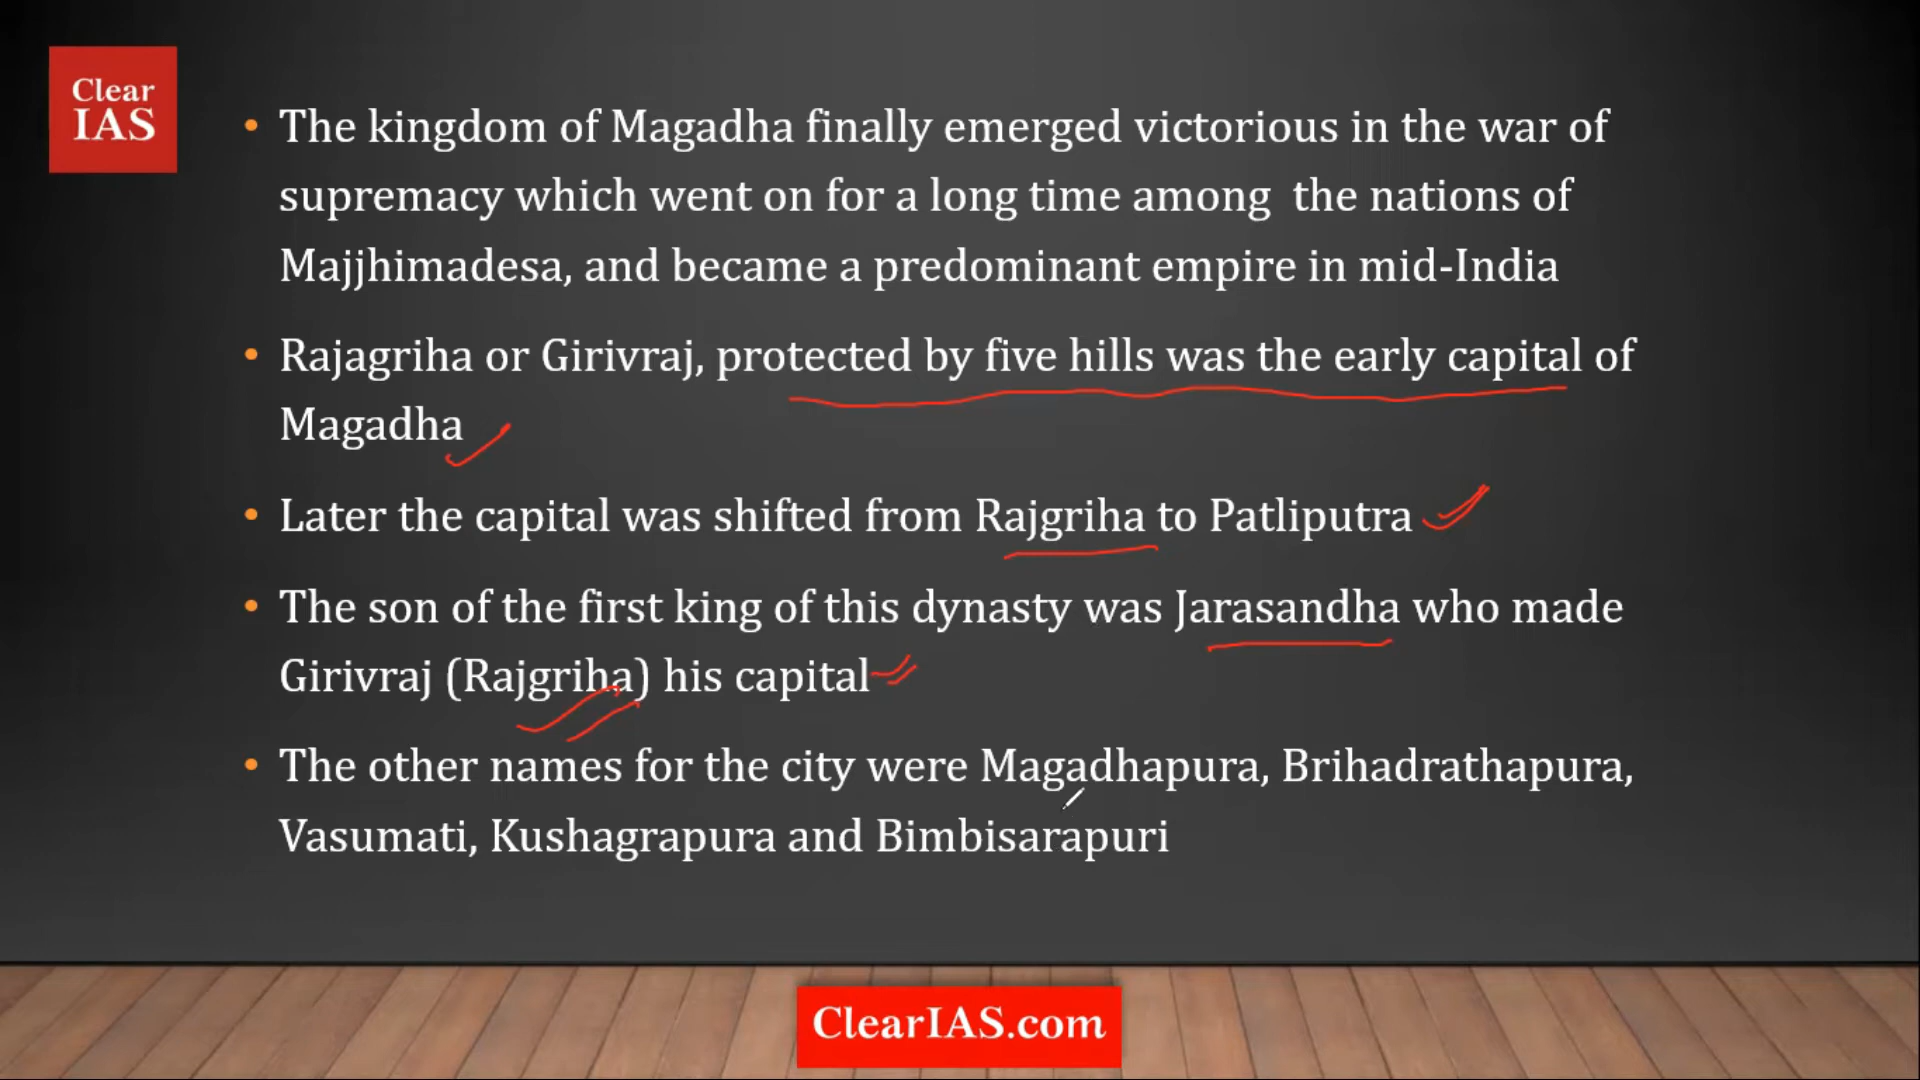 Clear
IAS
• The kingdom of Magadha finally emerged victorious in the war of
supremacy which went on for a long time among  the nations of
Majjhimadesa, and became a predominant empire in mid-India
• Rajagriha or Girivraj, protected by five hills was the early capital of
Magadha
• Later the capital was shifted from Rajgriha to Patliputra
• The son of the first king of this dynasty was Jarasandha who made
Girivraj (Rajgriha) his capital
• The other names for the city were Magadhapura, Brihadrathapura,
Vasumati, Kushagrapura and Bimbisarapuri
ClearIAS.com